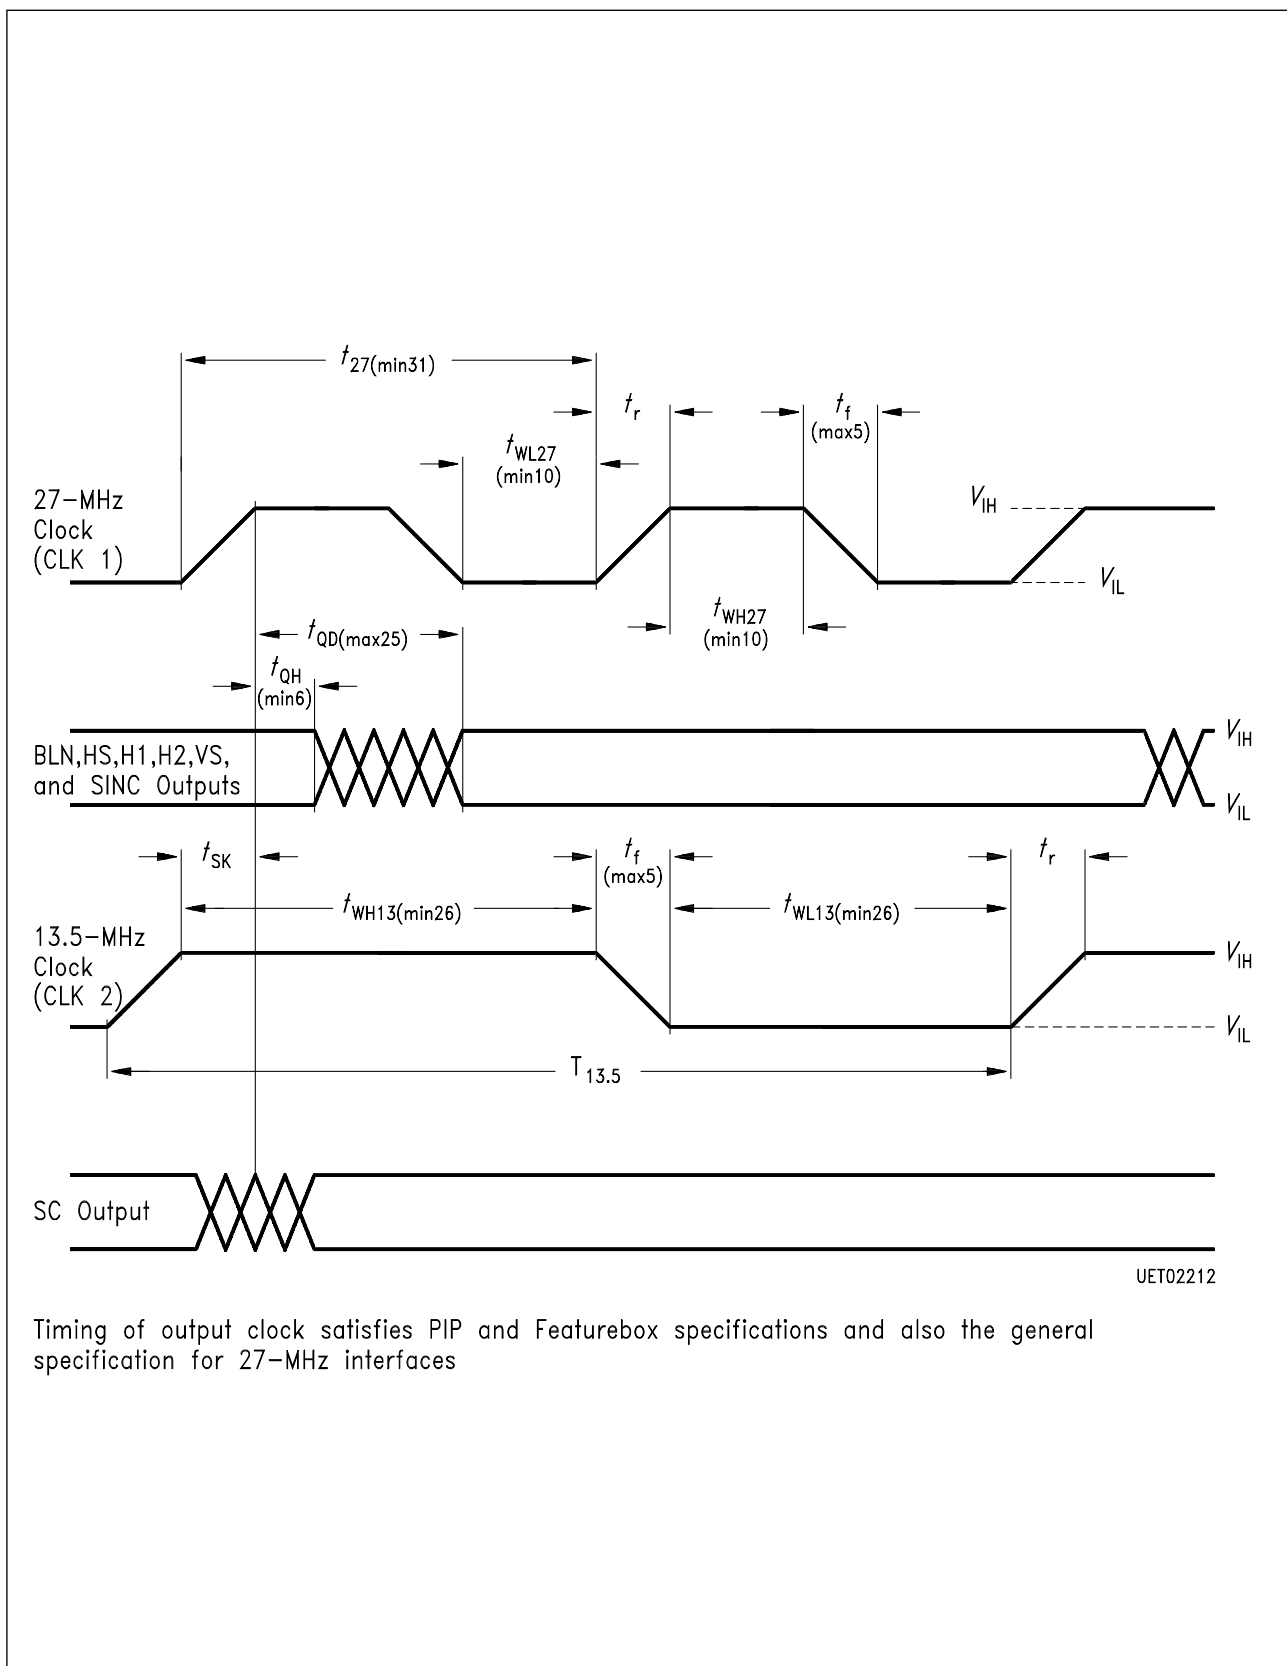 t27(min31)
tr
tf
(max5)
tWL27
(min10)
27-MHz
Clock
(CLK 1)
VIH
VIL
tWH27
(min10)
tQD(max25)
tQH
(min6)
BLN,HS,H1,H2,VS,
and SINC Outputs
VIH
VIL
tSK
tf
(max5)
tr
tWH13(min26)
tWL13(min26)
13.5-MHz
Clock
(CLK 2)
VIH
VIL
T13.5
SC Output
UET02212
Timing of output clock satisfies PIP and Featurebox specifications and also the general
specification for 27-MHz interfaces